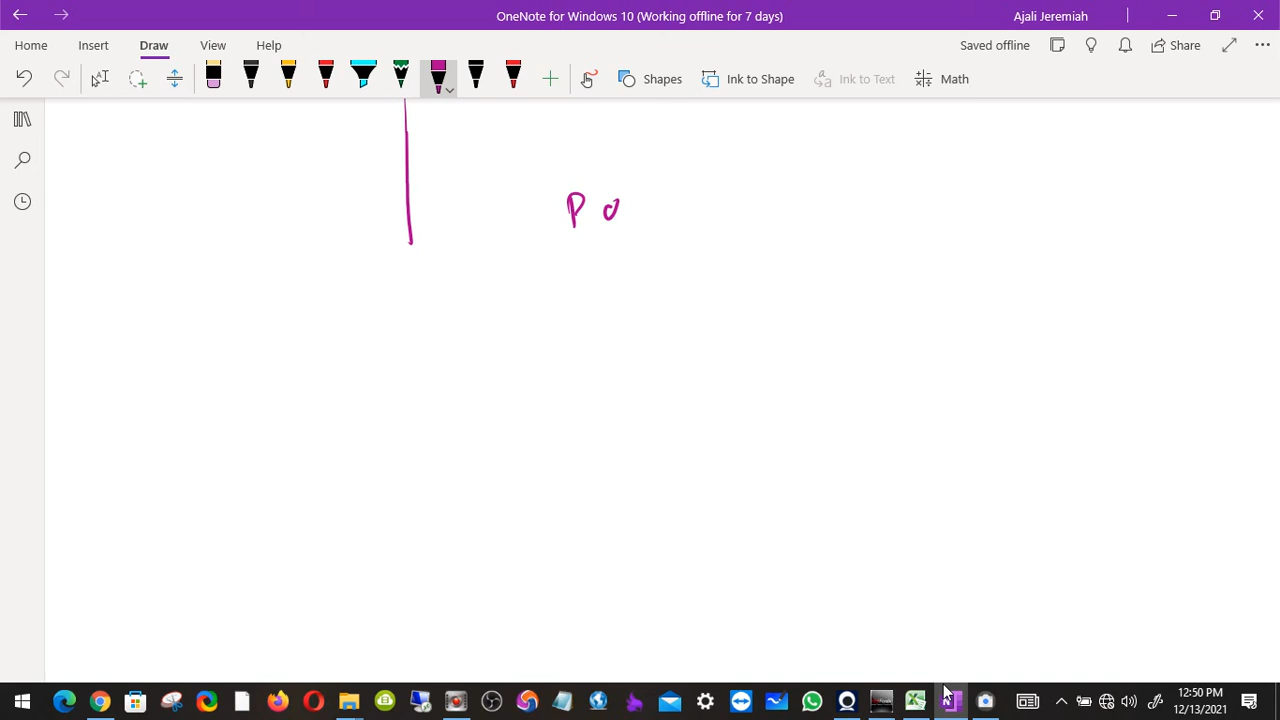 OneNote for Windows 10 (Working offline for 7 days)
Ajali Jeremiah
Home Insert Draw View Help
Saved offline Share
Shapes Ink to Shape Ink to Text Math
P o
12:50 PM
12/13/2021